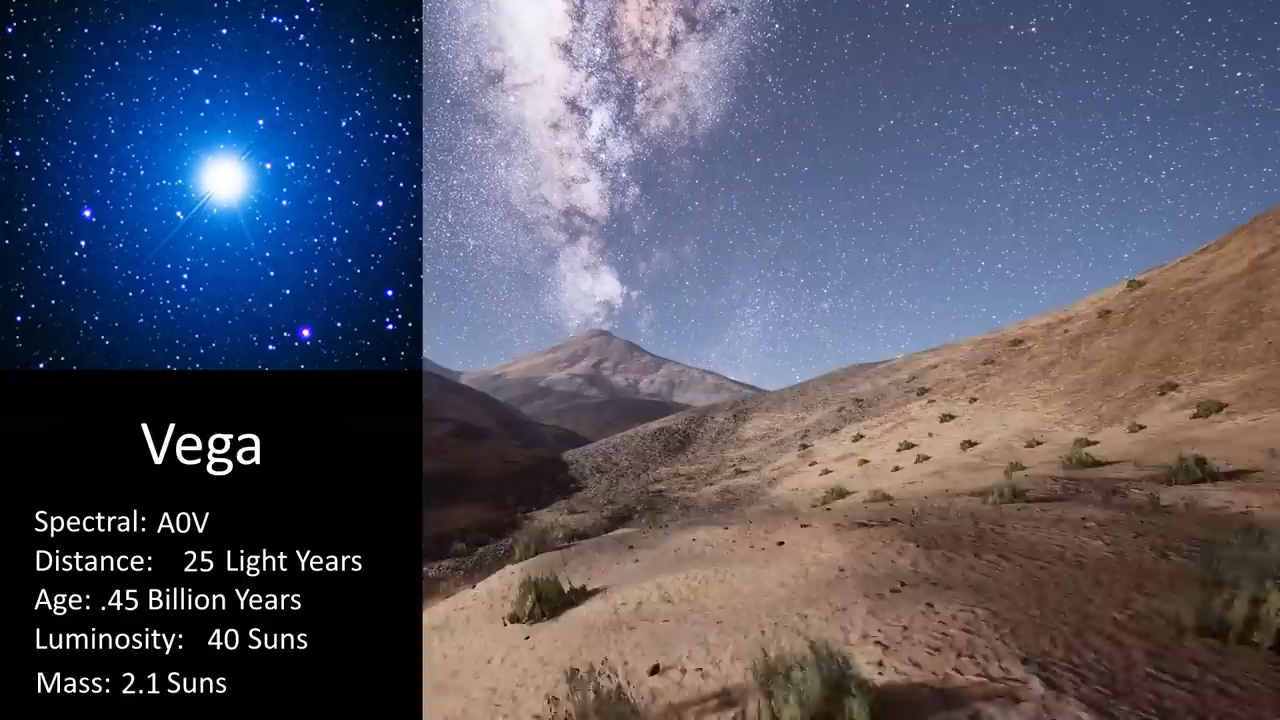 Vega
Spectral: A0V
Distance: 25 Light Years
Age: .45 Billion Years
Luminosity: 40 Suns
Mass: 2.1 Suns